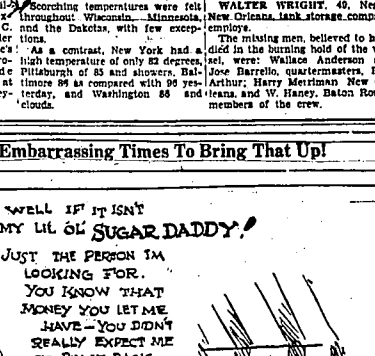 Scorching temperatures were felt
throughout Wisconsin, Minnesota,
and the Dakotas, with few excep-
tions.
As a contrast, New York had a
high temperature of only 82 degrees,
Pittsburgh of 85 and showers, Bal-
timore 86 as compared with 96 yes-
terday, and Washington 88 and
clouds.
WALTER WRIGHT, 49, Ne
New Orleans, tank storage comp
employe.
The missing men, believed to h
died in the burning hold of the v
sel, were: Wallace Anderson
Jose Barrello, quartermasters, P
Arthur; Harry Merriman New
leans, and W. Haney, Baton Rou
members of the crew.
Embarrassing Times To Bring That Up!
WELL IF IT ISN'T
MY LIL OL' SUGAR DADDY!
JUST THE PERSON I'M
LOOKING FOR.
YOU KNOW THAT
MONEY YOU LET ME
HAVE - YOU DIDN'T
REALLY EXPECT ME